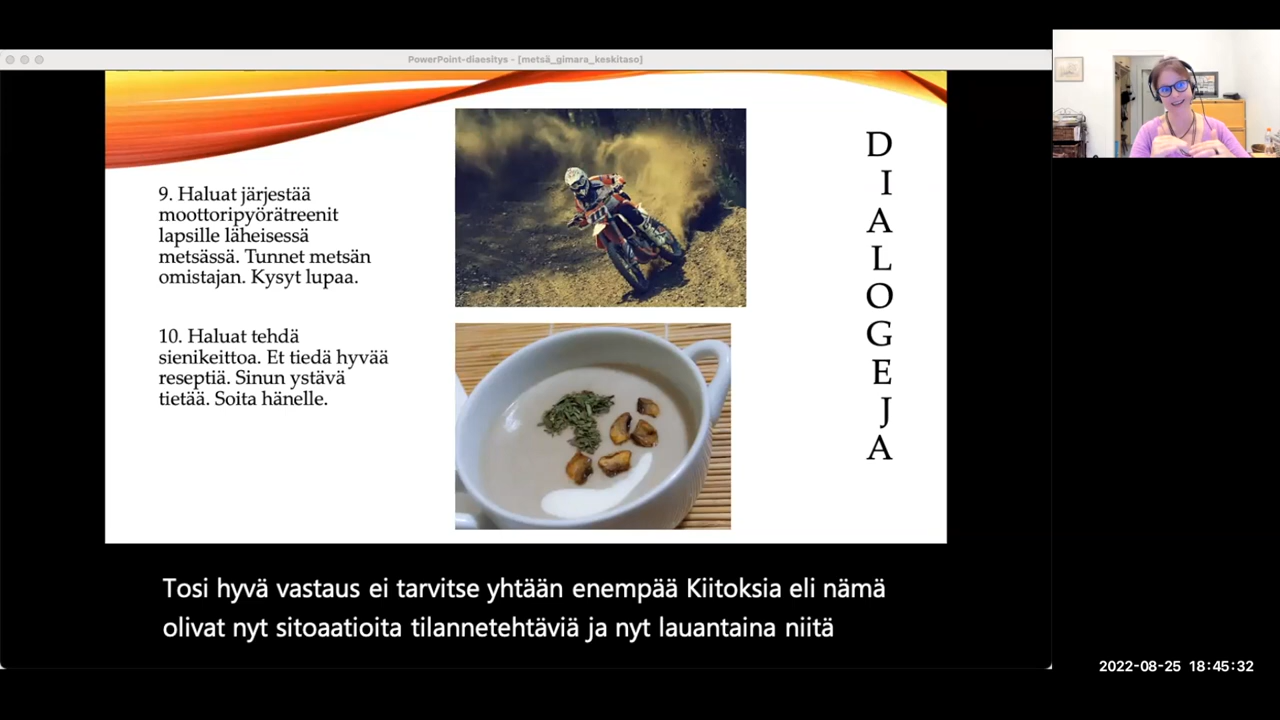 PowerPoint-diaesitys - [metsä_gimara_keskitaso]
9. Haluat järjestää
moottoripyörätreenit
lapsille läheisessä
metsässä. Tunnet metsän
omistajan. Kysyt lupaa.
10. Haluat tehdä
sienikeittoa. Et tiedä hyvää
reseptiä. Sinun ystävä
tietää. Soita hänelle.
D
I
A
L
O
G
E
J
A
Tosi hyvä vastaus ei tarvitse yhtään enempää Kiitoksia eli nämä
olivat nyt sitoaatioita tilannetehtäviä ja nyt lauantaina niitä
2022-08-25 18:45:32